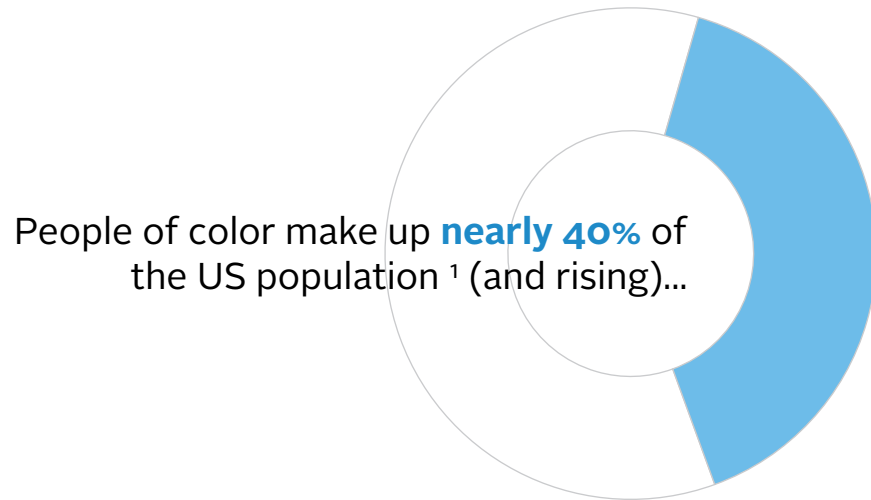 People of color make up nearly 40% of
the US population ¹ (and rising)...